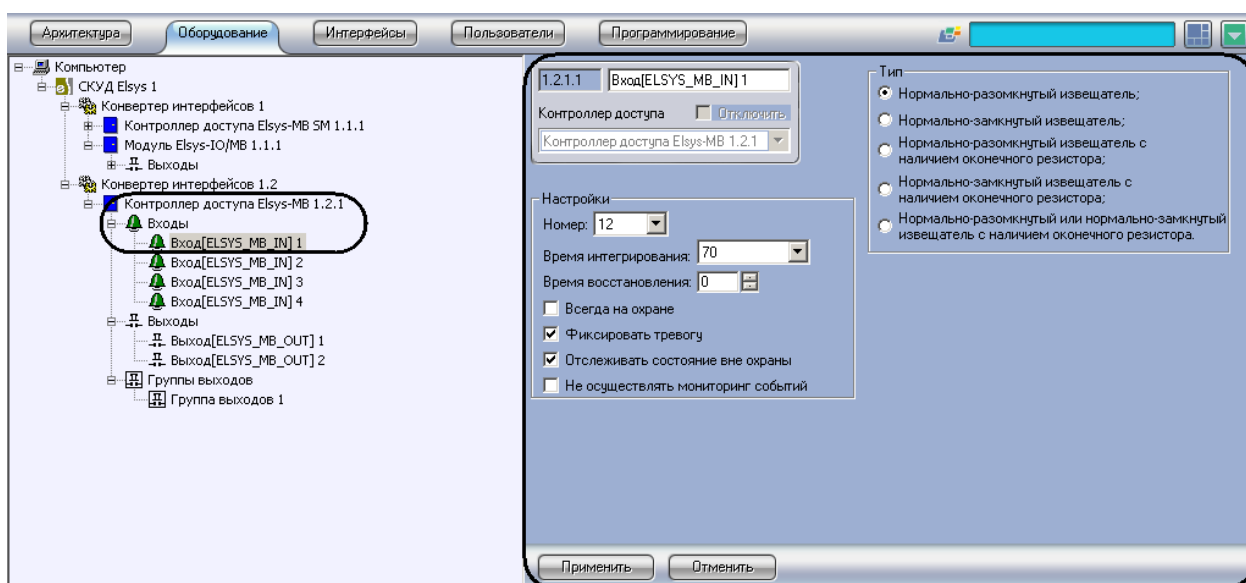 Архитектура Оборудование Интерфейсы Пользователи Программирование
Компьютер
СКУД Elsys 1
Конвертер интерфейсов 1
Контроллер доступа Elsys-MB SM 1.1.1
Модуль Elsys-IO/MB 1.1.1
Выходы
Конвертер интерфейсов 1.2
Контроллер доступа Elsys-MB 1.2.1
Входы
Вход[ELSYS_MB_IN] 1
Вход[ELSYS_MB_IN] 2
Вход[ELSYS_MB_IN] 3
Вход[ELSYS_MB_IN] 4
Выходы
Выход[ELSYS_MB_OUT] 1
Выход[ELSYS_MB_OUT] 2
Группы выходов
Группа выходов 1
1.2.1.1 Вход[ELSYS_MB_IN] 1
Контроллер доступа Отключить
Контроллер доступа Elsys-MB 1.2.1
Настройки
Номер: 12
Время интегрирования: 70
Время восстановления: 0
Всегда на охране
Фиксировать тревогу
Отслеживать состояние вне охраны
Не осуществлять мониторинг событий
Тип
Нормально-разомкнутый извещатель;
Нормально-замкнутый извещатель;
Нормально-разомкнутый извещатель с
наличием оконечного резистора;
Нормально-замкнутый извещатель с
наличием оконечного резистора;
Нормально-разомкнутый или нормально-замкнутый
извещатель с наличием оконечного резистора.
Применить Отменить